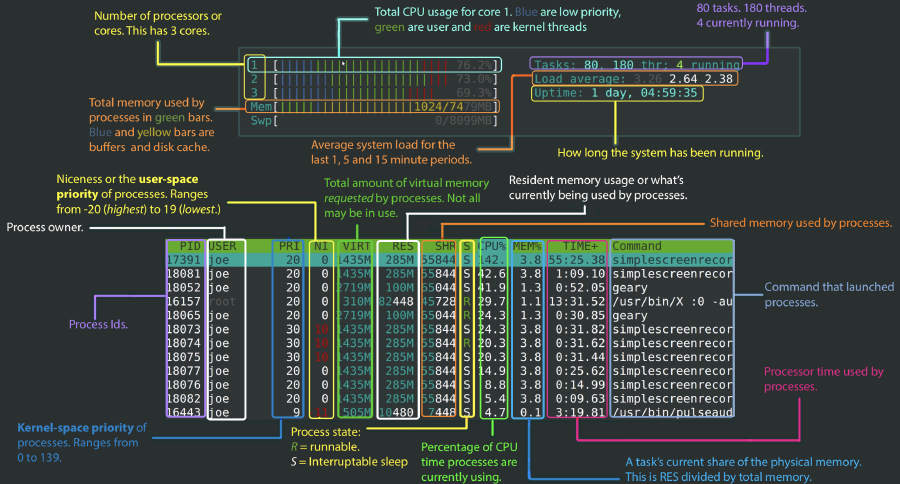 Number of processors or
cores. This has 3 cores.
Total CPU usage for core 1. Blue are low priority,
green are user and red are kernel threads
80 tasks. 180 threads.
4 currently running.
1 [ 76.2%]
2 [ 73.0%]
3 [ 69.3%]
Mem[ 1024/7479MB]
Swp[ 0/8099MB]
Tasks: 80, 180 thr: 4 running
Load average: 3.26 2.64 2.38
Uptime: 1 day, 04:59:35
Total memory used by
processes in green bars.
Blue and yellow bars are
buffers and disk cache.
Average system load for the
last 1, 5 and 15 minute periods.
How long the system has been running.
Niceness or the user-space
priority of processes. Ranges
from -20 (highest) to 19 (lowest.)
Total amount of virtual memory
requested by processes. Not all
may be in use.
Resident memory usage or what's
currently being used by processes.
Process owner.
Shared memory used by processes.
PID USER PRI NI VIRT RES SHR S CPU% MEM% TIME+ Command
17391 joe 20 0 1435M 285M 55844 S 142. 3.8 55:25.38 simplescreenrecor
18081 joe 20 0 1435M 285M 55844 S 42.6 3.8 1:09.10 simplescreenrecor
18052 joe 20 0 2719M 100M 65044 S 41.9 1.3 0:52.05 geary
16157 root 20 0 310M 82448 45728 R 29.7 1.1 13:31.52 /usr/bin/X :0 -au
18065 joe 20 0 2719M 100M 65044 R 24.3 1.3 0:30.85 geary
18073 joe 30 10 1435M 285M 55844 S 24.3 3.8 0:31.82 simplescreenrecor
18074 joe 30 10 1435M 285M 55844 R 20.3 3.8 0:31.62 simplescreenrecor
18075 joe 30 10 1435M 285M 55844 S 20.3 3.8 0:31.44 simplescreenrecor
18077 joe 20 0 1435M 285M 55844 S 14.9 3.8 0:25.62 simplescreenrecor
18076 joe 20 0 1435M 285M 55844 S 8.8 3.8 0:14.99 simplescreenrecor
18082 joe 20 0 1435M 285M 55844 S 5.4 3.8 0:09.63 simplescreenrecor
16443 joe 9 505M 10480 7448 S 4.7 0.1 3:19.81 /usr/bin/pulseaud
Process Ids.
Command that launched
processes.
Processor time used by
processes.
Kernel-space priority of
processes. Ranges from
0 to 139.
Process state:
R = runnable.
S = Interruptable sleep
Percentage of CPU
time processes are
currently using.
A task's current share of the physical memory.
This is RES divided by total memory.